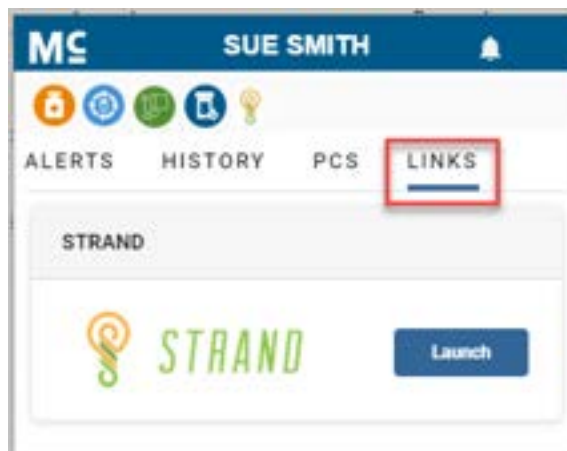 Mc SUE SMITH
ALERTS HISTORY PCS LINKS
STRAND
STRAND Launch